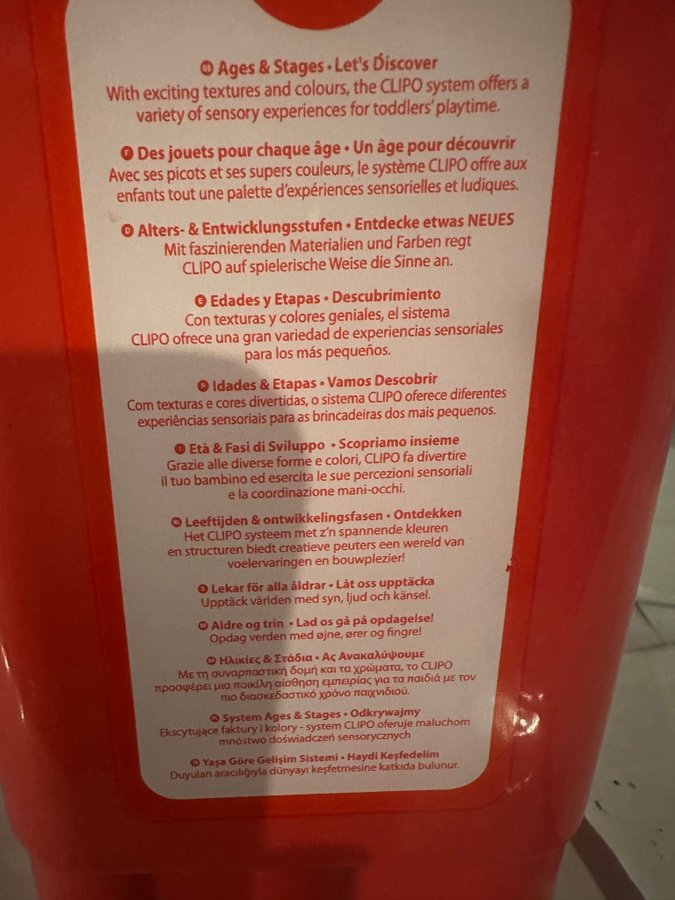 GB Ages & Stages • Let's Discover
With exciting textures and colours, the CLIPO system offers a
variety of sensory experiences for toddlers' playtime.
F Des jouets pour chaque âge • Un âge pour découvrir
Avec ses picots et ses supers couleurs, le système CLIPO offre aux
enfants tout une palette d'expériences sensorielles et ludiques.
D Alters- & Entwicklungsstufen • Entdecke etwas NEUES
Mit faszinierenden Materialien und Farben regt
CLIPO auf spielerische Weise die Sinne an.
E Edades y Etapas • Descubrimiento
Con texturas y colores geniales, el sistema
CLIPO ofrece una gran variedad de experiencias sensoriales
para los más pequeños.
P Idades & Etapas • Vamos Descobrir
Com texturas e cores divertidas, o sistema CLIPO oferece diferentes
experiências sensoriais para as brincadeiras dos mais pequenos.
I Età & Fasi di Sviluppo • Scopriamo insieme
Grazie alle diverse forme e colori, CLIPO fa divertire
il tuo bambino ed esercita le sue percezioni sensoriali
e la coordinazione mani-occhi.
NL Leeftijden & ontwikkelingsfasen • Ontdekken
Het CLIPO systeem met z'n spannende kleuren
en structuren biedt creatieve peuters een wereld van
voelervaringen en bouwplezier!
S Lekar för alla åldrar • Låt oss upptäcka
Upptäck världen med syn, ljud och känsel.
DK Aldre og trin • Lad os gå på opdagelse!
Opdag verden med øjne, ører og fingre!
Ηλικίες & Στάδια • Ας Ανακαλύψουμε
Με τη συναρπαστική δομή και τα χρώματα, το CLIPO
προσφέρει μια ποικίλη αίσθηση εμπειρίας για τα παιδιά με τον
πιο διασκεδαστικό χρόνο παιχνιδιού.
PL System Ages & Stages • Odkrywajmy
Ekscytujące faktury i kolory - system CLIPO oferuje maluchom
mnóstwo doświadczeń sensorycznych
Yaşa Göre Gelişim Sistemi • Haydi Keşfedelim
Duyuları aracılığıyla dünyayı keşfetmesine katkıda bulunur.